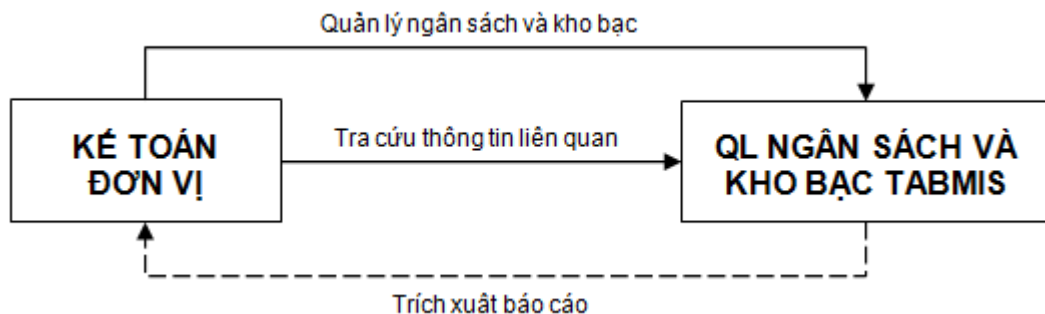 Quản lý ngân sách và kho bạc
KẾ TOÁN
ĐƠN VỊ
Tra cứu thông tin liên quan
QL NGÂN SÁCH VÀ
KHO BẠC TABMIS
Trích xuất báo cáo